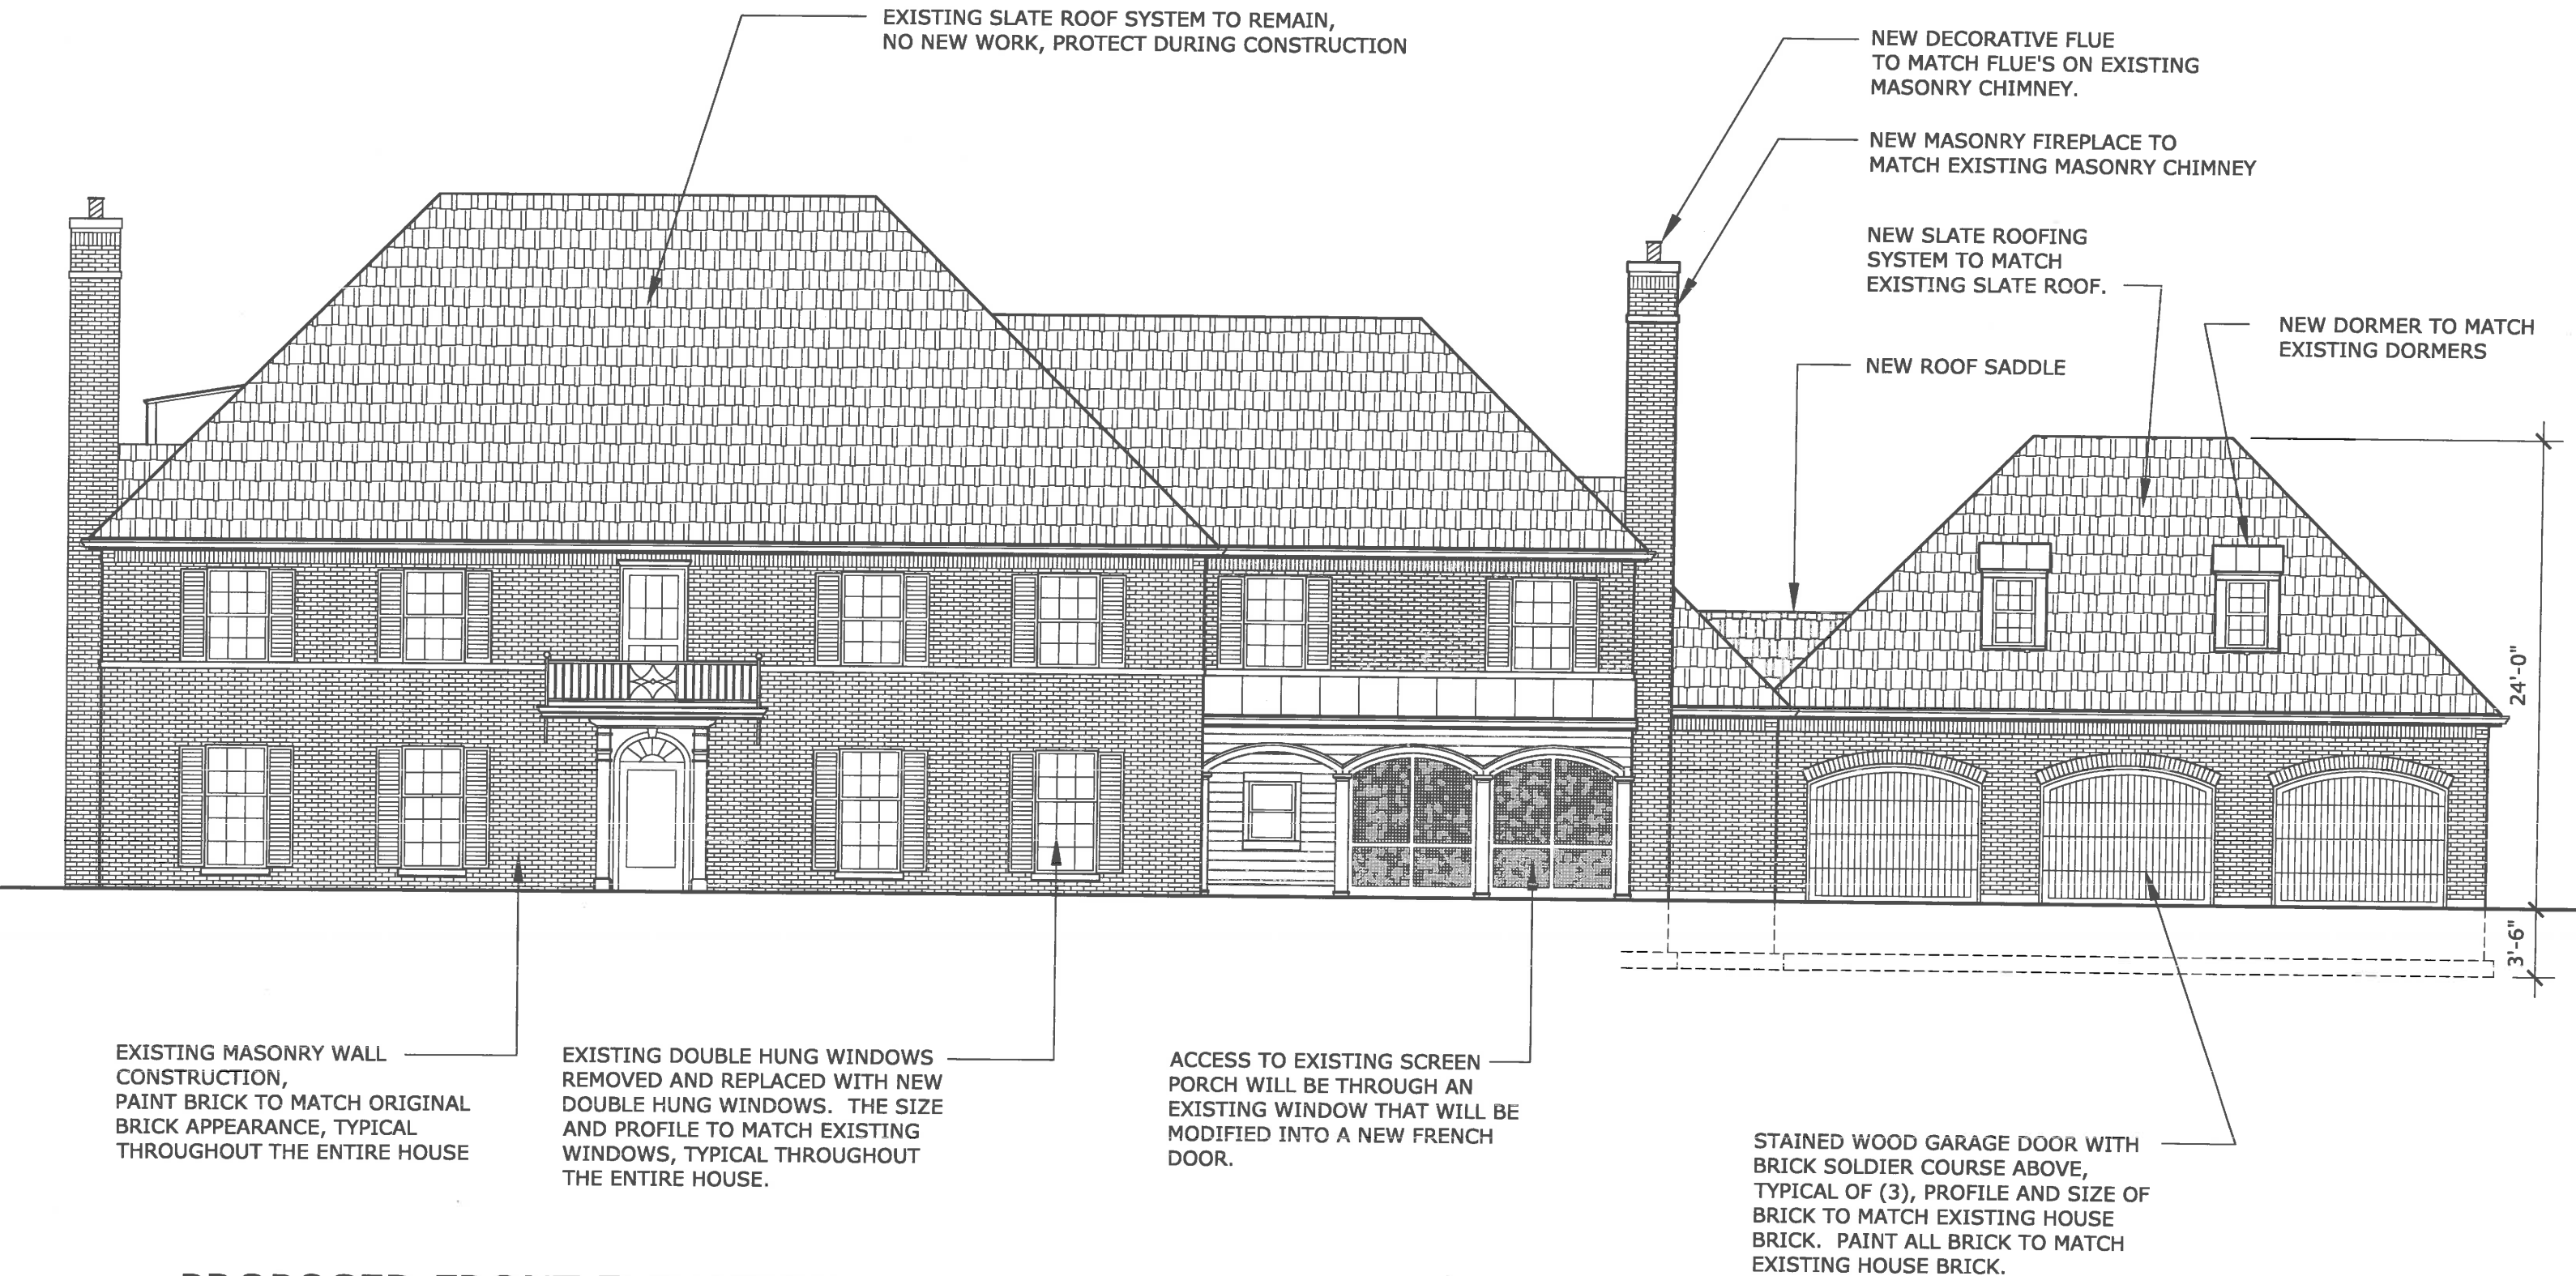 EXISTING SLATE ROOF SYSTEM TO REMAIN,
NO NEW WORK, PROTECT DURING CONSTRUCTION
NEW DECORATIVE FLUE
TO MATCH FLUE'S ON EXISTING
MASONRY CHIMNEY.
NEW MASONRY FIREPLACE TO
MATCH EXISTING MASONRY CHIMNEY
NEW SLATE ROOFING
SYSTEM TO MATCH
EXISTING SLATE ROOF.
NEW DORMER TO MATCH
EXISTING DORMERS
NEW ROOF SADDLE
24'-0"
3'-6"
EXISTING MASONRY WALL
CONSTRUCTION,
PAINT BRICK TO MATCH ORIGINAL
BRICK APPEARANCE, TYPICAL
THROUGHOUT THE ENTIRE HOUSE
EXISTING DOUBLE HUNG WINDOWS
REMOVED AND REPLACED WITH NEW
DOUBLE HUNG WINDOWS. THE SIZE
AND PROFILE TO MATCH EXISTING
WINDOWS, TYPICAL THROUGHOUT
THE ENTIRE HOUSE.
ACCESS TO EXISTING SCREEN
PORCH WILL BE THROUGH AN
EXISTING WINDOW THAT WILL BE
MODIFIED INTO A NEW FRENCH
DOOR.
STAINED WOOD GARAGE DOOR WITH
BRICK SOLDIER COURSE ABOVE,
TYPICAL OF (3), PROFILE AND SIZE OF
BRICK TO MATCH EXISTING HOUSE
BRICK. PAINT ALL BRICK TO MATCH
EXISTING HOUSE BRICK.